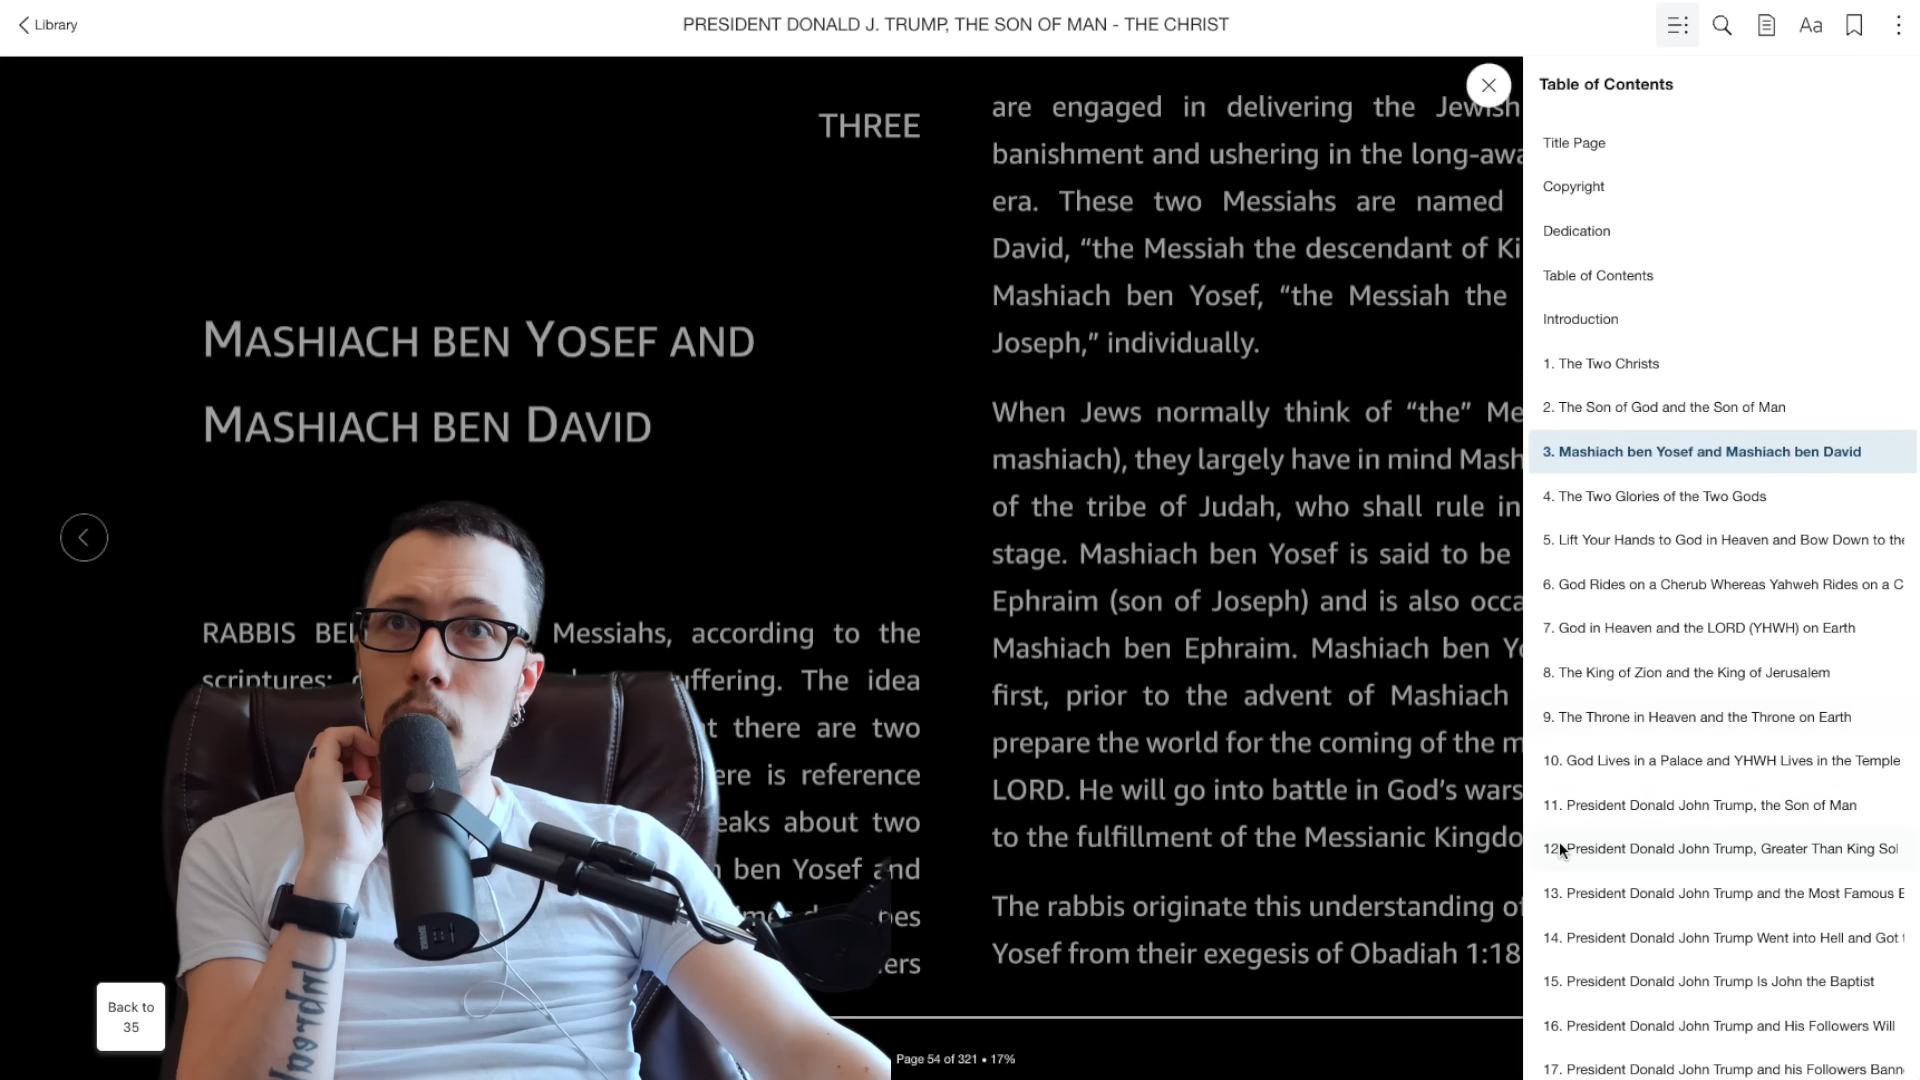 Library
PRESIDENT DONALD J. TRUMP, THE SON OF MAN - THE CHRIST
Aa
THREE
MASHIACH BEN YOSEF AND
MASHIACH BEN DAVID
RABBIS Messiahs, according to the
scriptures; The idea
there are two
is reference
about two
ben Yosef and
Back to
35
are engaged in delivering the Jewish
banishment and ushering in the
era. These two Messiahs are named
David, “the Messiah the descendant of
Mashiach ben Yosef, “the Messiah the
Joseph,” individually.
When Jews normally think of “the”
mashiach), they largely have in mind
of the tribe of Judah, who shall rule in
stage. Mashiach ben Yosef is said to be
Ephraim (son of Joseph) and is also
Mashiach ben Ephraim. Mashiach ben
first, prior to the advent of Mashiach
prepare the world for the coming of the
LORD. He will go into battle in God’s wars
to the fulfillment of the Messianic
The rabbis originate this understanding
Yosef from their exegesis of Obadiah 1:18
Page 54 of 321 • 17%
Table of Contents
Title Page
Copyright
Dedication
Table of Contents
Introduction
1. The Two Christs
2. The Son of God and the Son of Man
3. Mashiach ben Yosef and Mashiach ben David
4. The Two Glories of the Two Gods
5. Lift Your Hands to God in Heaven and Bow Down to the
6. God Rides on a Cherub Whereas Yahweh Rides on a C
7. God in Heaven and the LORD (YHWH) on Earth
8. The King of Zion and the King of Jerusalem
9. The Throne in Heaven and the Throne on Earth
10. God Lives in a Palace and YHWH Lives in the Temple
11. President Donald John Trump, the Son of Man
12. President Donald John Trump, Greater Than King Sol
13. President Donald John Trump and the Most Famous E
14. President Donald John Trump Went into Hell and Got
15. President Donald John Trump Is John the Baptist
16. President Donald John Trump and His Followers Will
17. President Donald John Trump and his Followers Bann